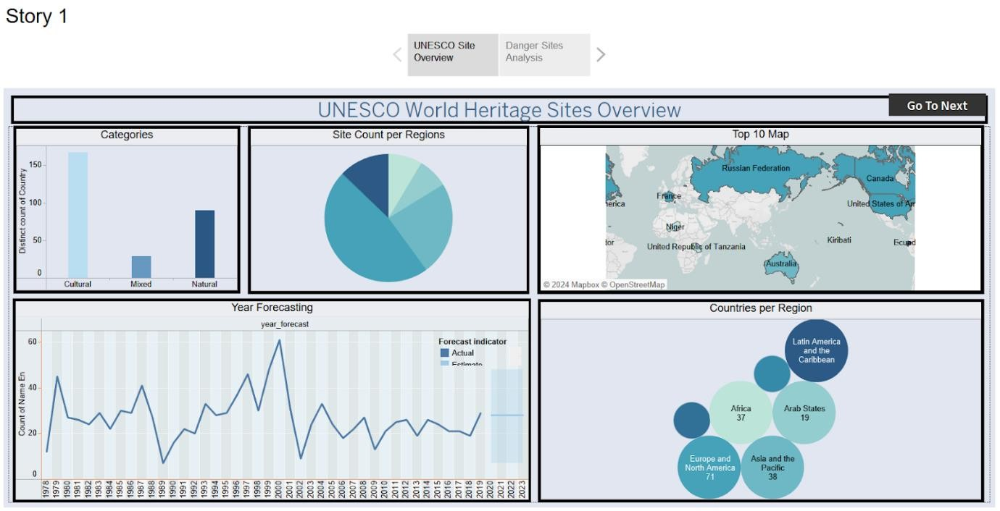 Story 1
UNESCO Site
Overview
Danger Sites
Analysis
UNESCO World Heritage Sites Overview
Go To Next
Categories
Distinct count of Country
150
100
50
0
Cultural
Mixed
Natural
Site Count per Regions
Top 10 Map
Russian Federation
Canada
France
erica
United States of Am
Niger
Kiribati
dor
Ecuad
United Republic of Tanzania
Australia
© 2024 Mapbox © OpenStreetMap
Year Forecasting
year_forecast
Forecast indicator
Actual
Estimate
Count of Name En
60
40
20
0
1978
1979
1980
1981
1982
1983
1984
1985
1986
1987
1988
1989
1990
1991
1992
1993
1994
1995
1996
1997
1998
1999
2000
2001
2002
2003
2004
2005
2006
2007
2008
2009
2010
2011
2012
2013
2014
2015
2016
2017
2018
2019
2020
2021
2022
2023
Countries per Region
Latin America
and the
Caribbean
Africa
37
Arab States
19
Europe and
North America
71
Asia and the
Pacific
38